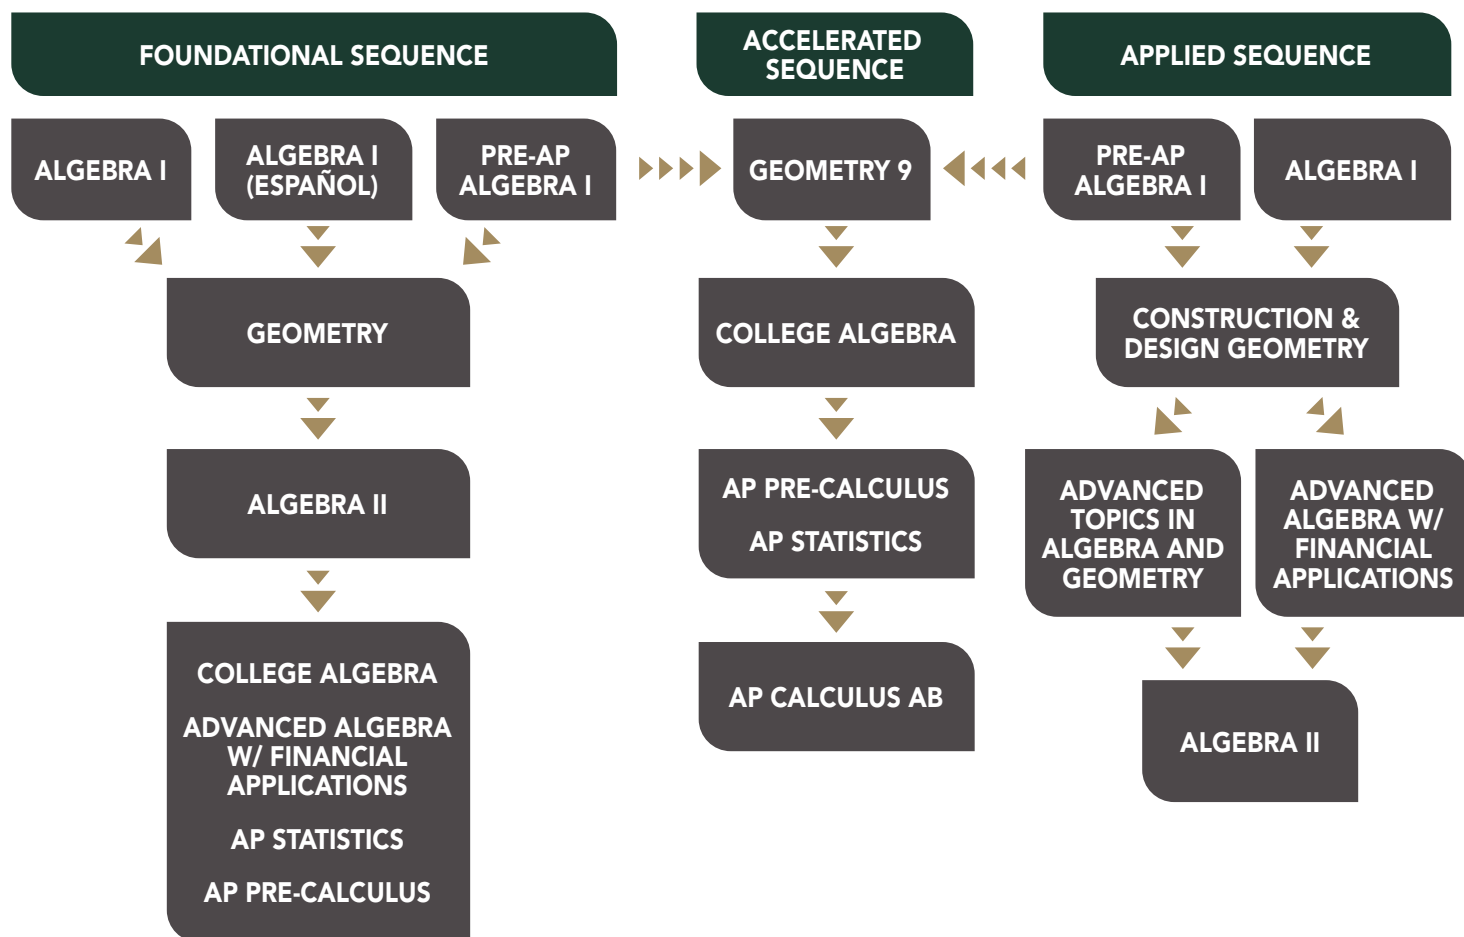 FOUNDATIONAL SEQUENCE
ACCELERATED
SEQUENCE
APPLIED SEQUENCE
ALGEBRA I
ALGEBRA I
(ESPAÑOL)
PRE-AP
ALGEBRA I
GEOMETRY 9
PRE-AP
ALGEBRA I
ALGEBRA I
GEOMETRY
COLLEGE ALGEBRA
CONSTRUCTION &
DESIGN GEOMETRY
ALGEBRA II
AP PRE-CALCULUS
AP STATISTICS
ADVANCED
TOPICS IN
ALGEBRA AND
GEOMETRY
ADVANCED
ALGEBRA W/
FINANCIAL
APPLICATIONS
COLLEGE ALGEBRA
ADVANCED ALGEBRA
W/ FINANCIAL
APPLICATIONS
AP STATISTICS
AP PRE-CALCULUS
AP CALCULUS AB
ALGEBRA II